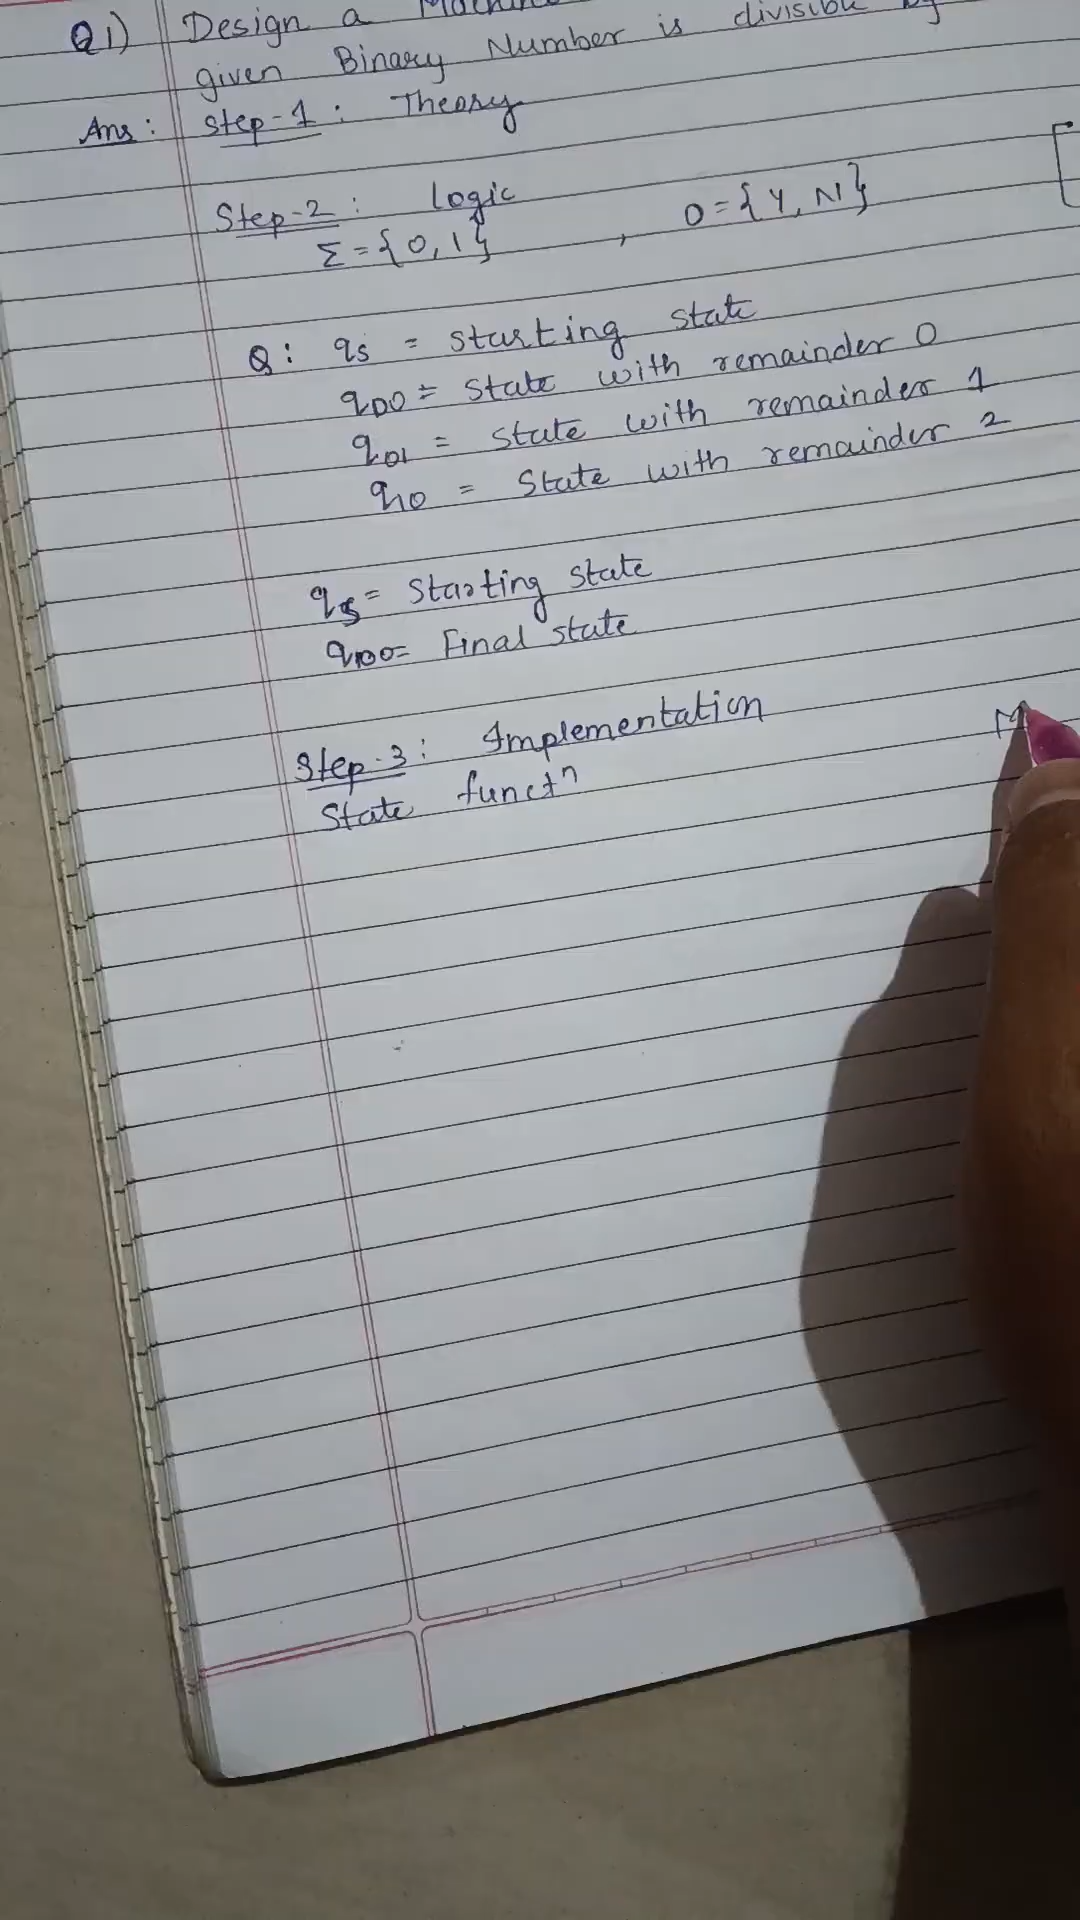 Q1) Design a Machine
given Binary Number is divisible by
Ans: Step-1: Theory
Step-2: logic
Σ = {0, 1} , O = {Y, N}
Q: qs = starting state
q00 = state with remainder 0
q01 = state with remainder 1
q10 = state with remainder 2
qs = Starting state
q00 = Final state
Step-3: Implementation
State functⁿ M